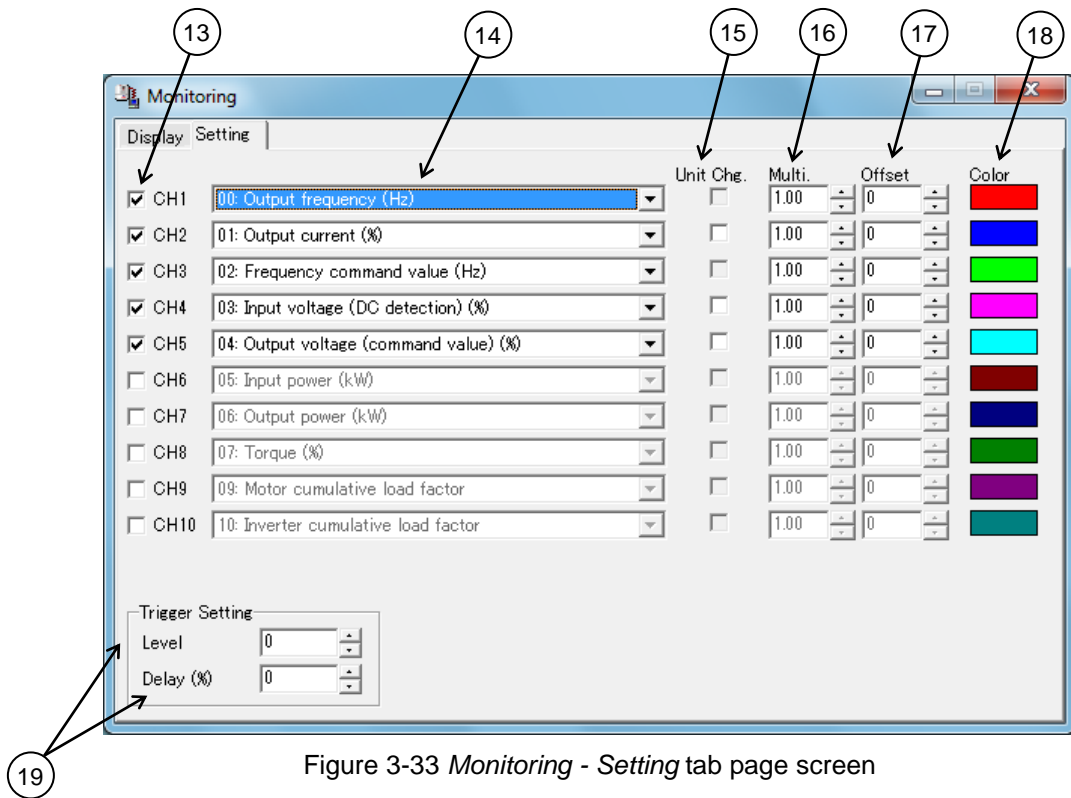 13 14 15 16 17 18
Monitoring
Display Setting
Unit Chg. Multi. Offset Color
CH1 00: Output frequency (Hz) 1.00 0
CH2 01: Output current (%) 1.00 0
CH3 02: Frequency command value (Hz) 1.00 0
CH4 03: Input voltage (DC detection) (%) 1.00 0
CH5 04: Output voltage (command value) (%) 1.00 0
CH6 05: Input power (kW) 1.00 0
CH7 06: Output power (kW) 1.00 0
CH8 07: Torque (%) 1.00 0
CH9 09: Motor cumulative load factor 1.00 0
CH10 10: Inverter cumulative load factor 1.00 0
Trigger Setting
Level 0
Delay (%) 0
19
Figure 3-33 Monitoring - Setting tab page screen